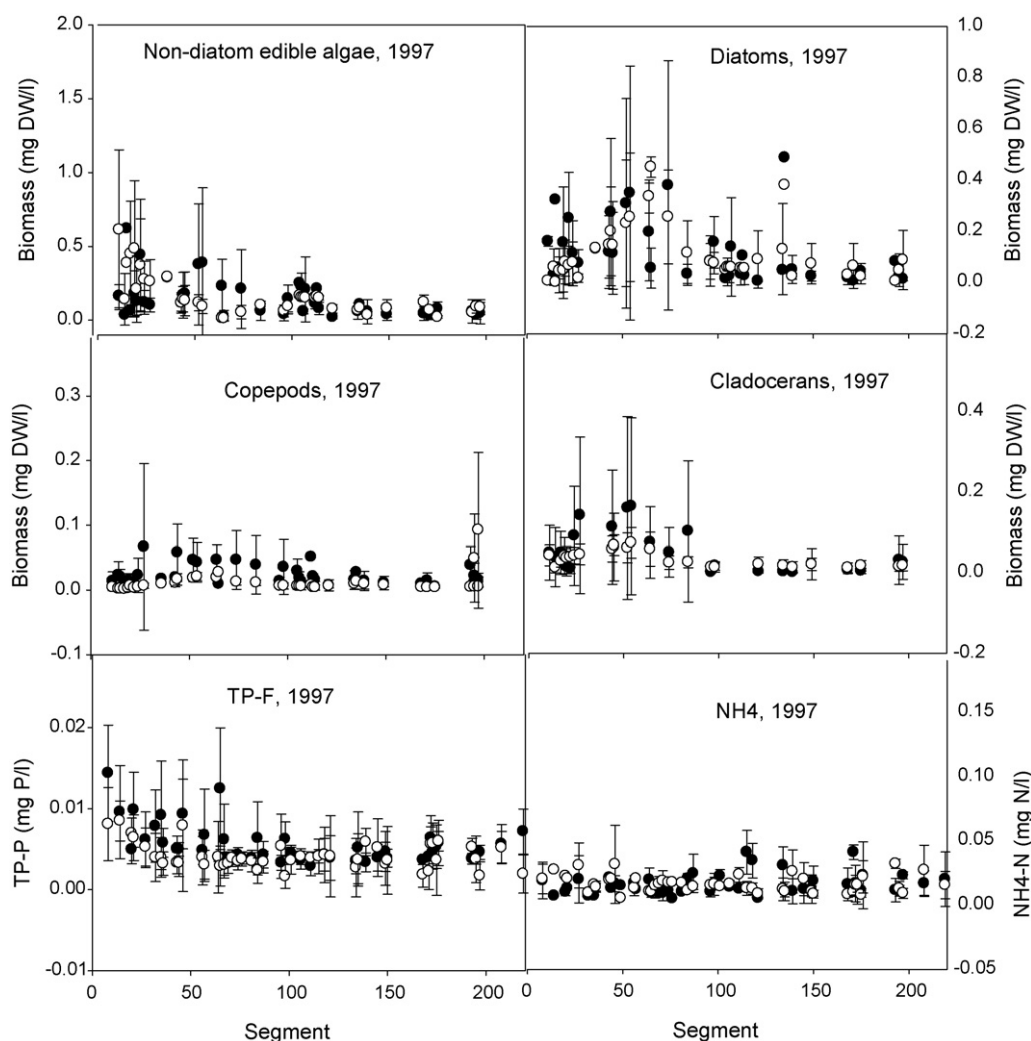 Non-diatom edible algae, 1997
Biomass (mg DW/l)
2.0
1.5
1.0
0.5
0.0
Diatoms, 1997
1.0
0.8
0.6
0.4
0.2
0.0
-0.2
Biomass (mg DW/l)
Copepods, 1997
Biomass (mg DW/l)
0.3
0.2
0.1
0.0
-0.1
Cladocerans, 1997
0.4
0.2
0.0
-0.2
Biomass (mg DW/l)
TP-F, 1997
TP-P (mg P/l)
0.02
0.01
0.00
-0.01
0 50 100 150 200
Segment
NH4, 1997
0.15
0.10
0.05
0.00
-0.05
NH4-N (mg N/l)
0 50 100 150 200
Segment